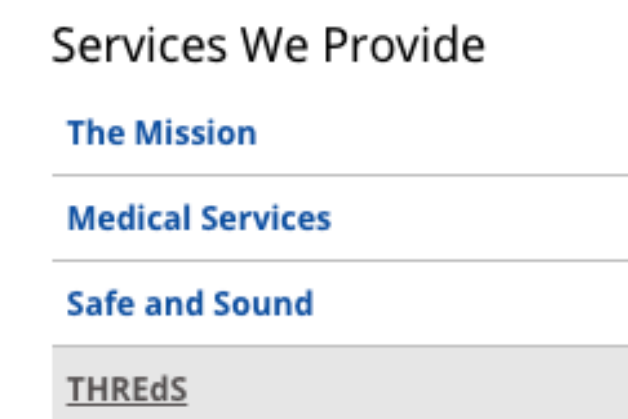 Services We Provide
The Mission
Medical Services
Safe and Sound
THREdS